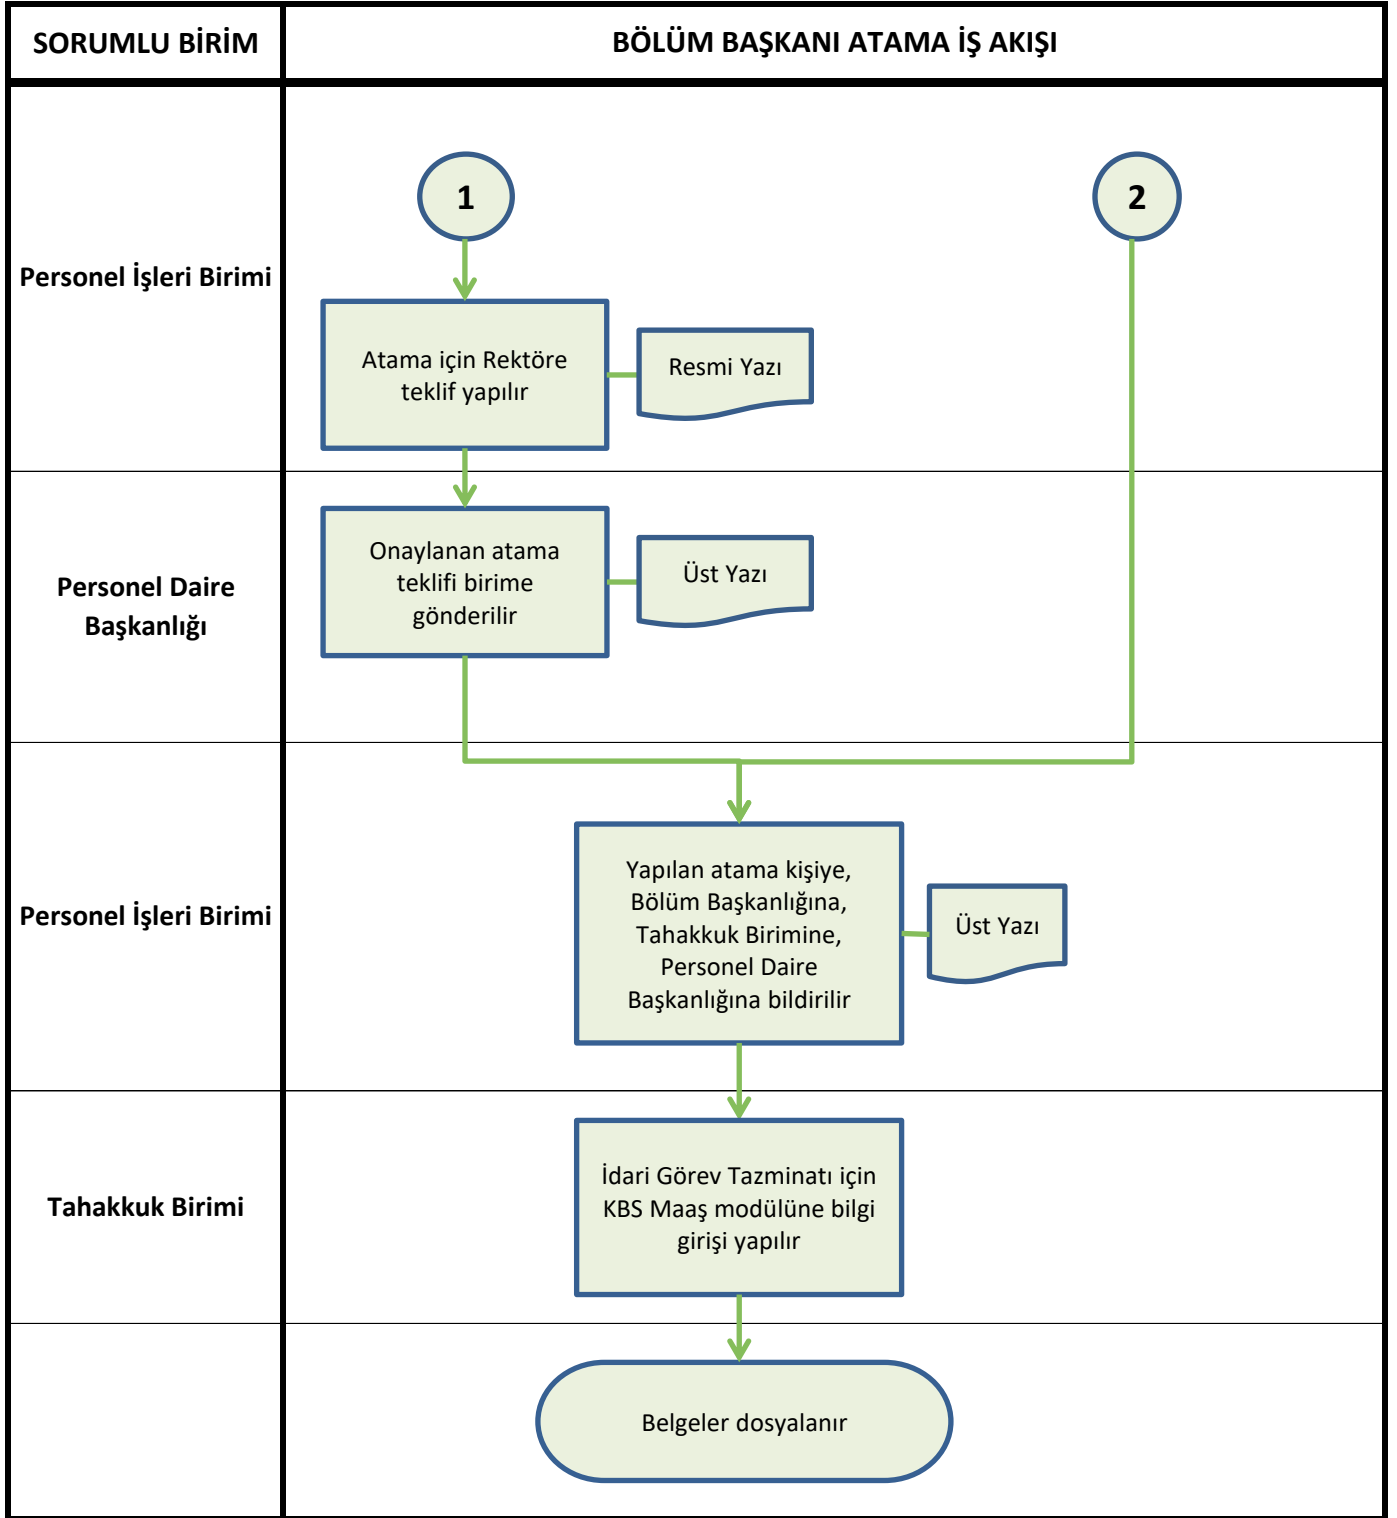 SORUMLU BİRİM
BÖLÜM BAŞKANI ATAMA İŞ AKIŞI
1
2
Personel İşleri Birimi
Atama için Rektöre
teklif yapılır
Resmi Yazı
Personel Daire
Başkanlığı
Onaylanan atama
teklifi birime
gönderilir
Üst Yazı
Personel İşleri Birimi
Yapılan atama kişiye,
Bölüm Başkanlığına,
Tahakkuk Birimine,
Personel Daire
Başkanlığına bildirilir
Üst Yazı
Tahakkuk Birimi
İdari Görev Tazminatı için
KBS Maaş modülüne bilgi
girişi yapılır
Belgeler dosyalanır